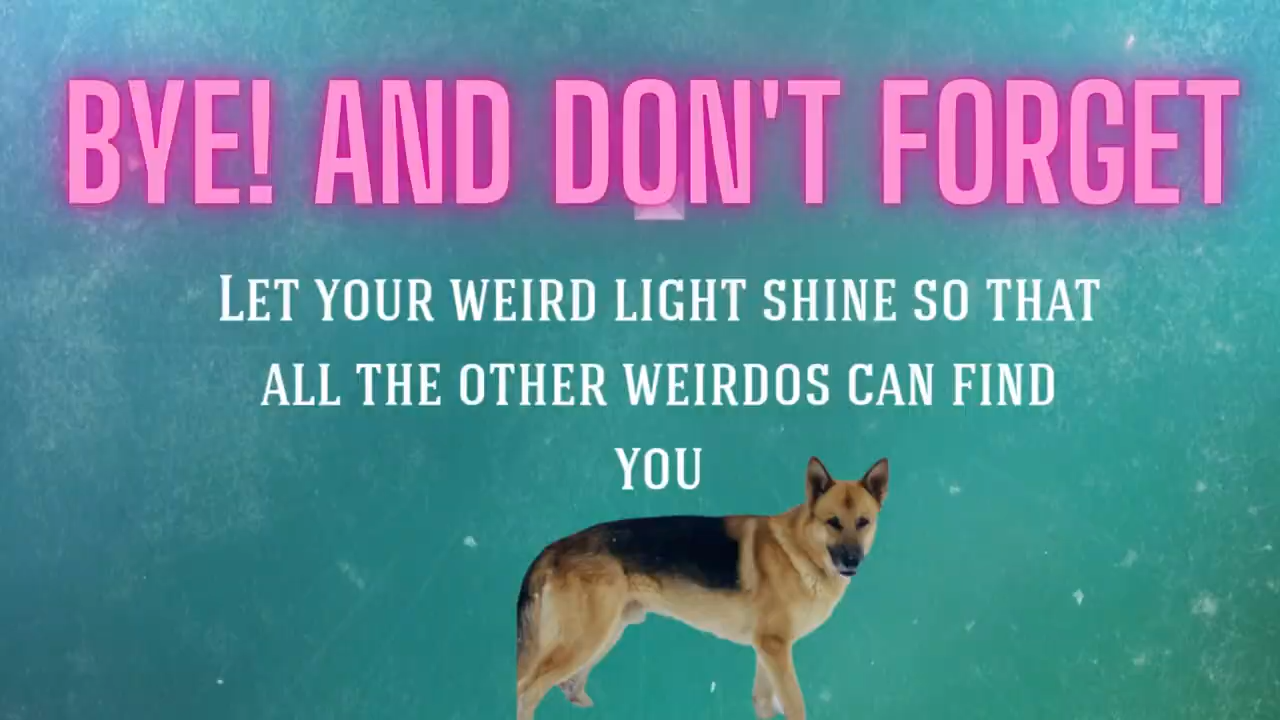 BYE! AND DON'T FORGET
LET YOUR WEIRD LIGHT SHINE SO THAT
ALL THE OTHER WEIRDOS CAN FIND
YOU